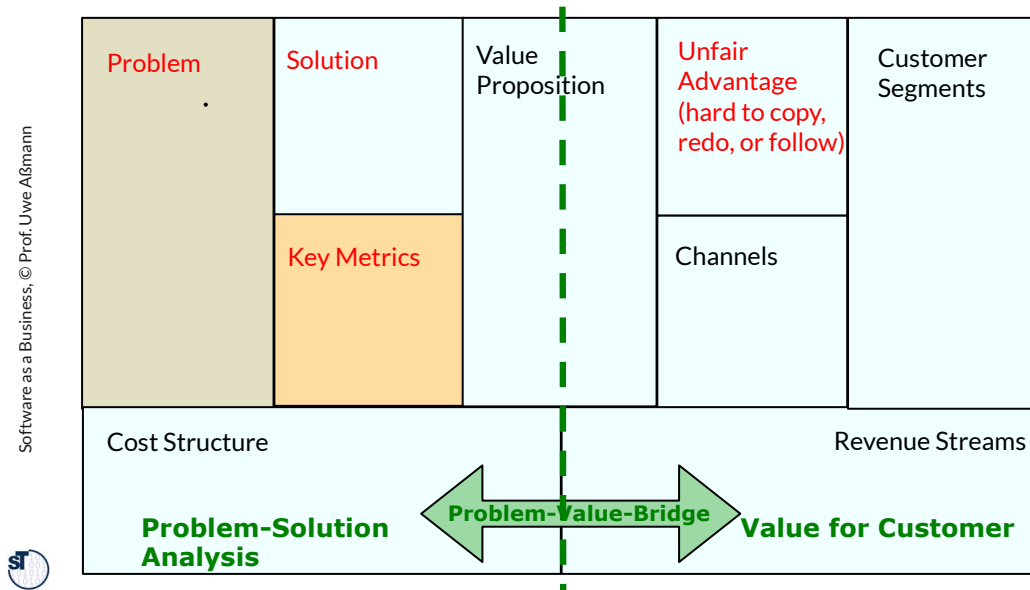 Problem
Solution
Value
Proposition
Unfair
Advantage
(hard to copy,
redo, or follow)
Customer
Segments
Key Metrics
Channels
Cost Structure
Revenue Streams
Problem-Solution
Analysis
Problem-Value-Bridge
Value for Customer
Software as a Business, © Prof. Uwe Aßmann
sT